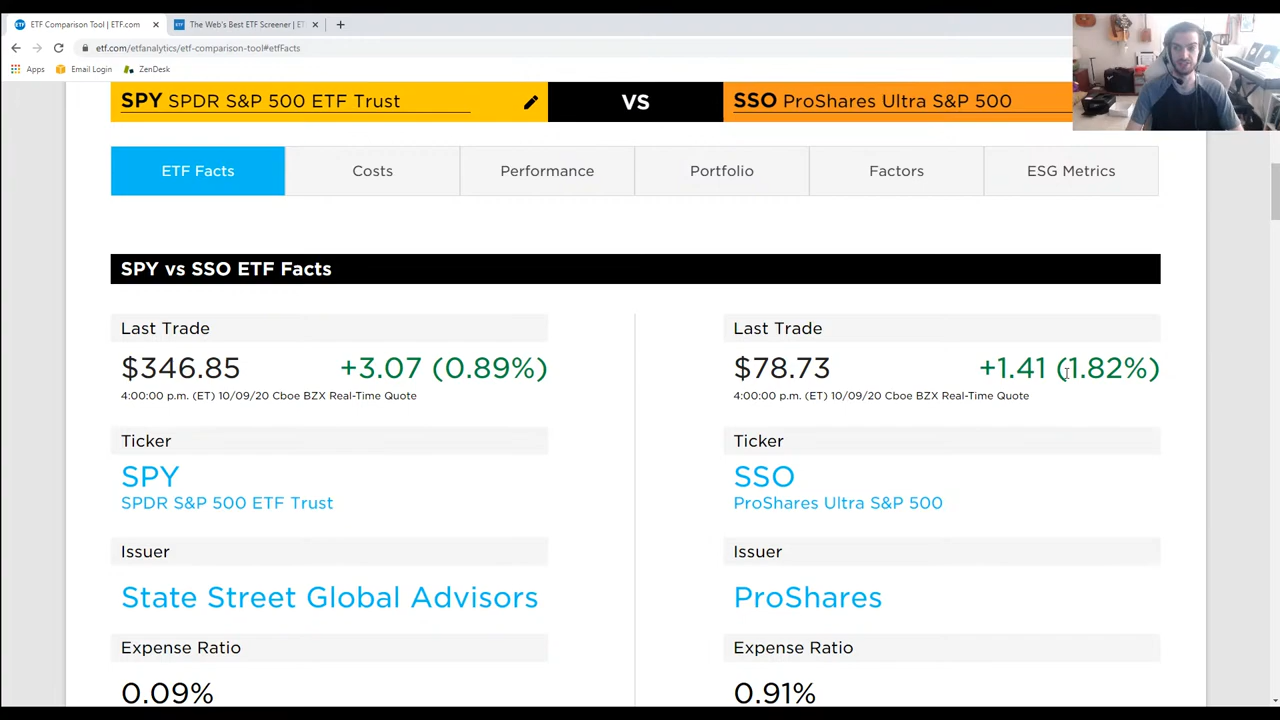 ETF Comparison Tool | ETF.com
The Web's Best ETF Screener | ET
etf.com/etfanalytics/etf-comparison-tool#etfFacts
Apps Email Login ZenDesk
SPY SPDR S&P 500 ETF Trust VS SSO ProShares Ultra S&P 500
ETF Facts Costs Performance Portfolio Factors ESG Metrics
SPY vs SSO ETF Facts
Last Trade Last Trade
$346.85 +3.07 (0.89%) $78.73 +1.41 (1.82%)
4:00:00 p.m. (ET) 10/09/20 Cboe BZX Real-Time Quote 4:00:00 p.m. (ET) 10/09/20 Cboe BZX Real-Time Quote
Ticker Ticker
SPY SSO
SPDR S&P 500 ETF Trust ProShares Ultra S&P 500
Issuer Issuer
State Street Global Advisors ProShares
Expense Ratio Expense Ratio
0.09% 0.91%